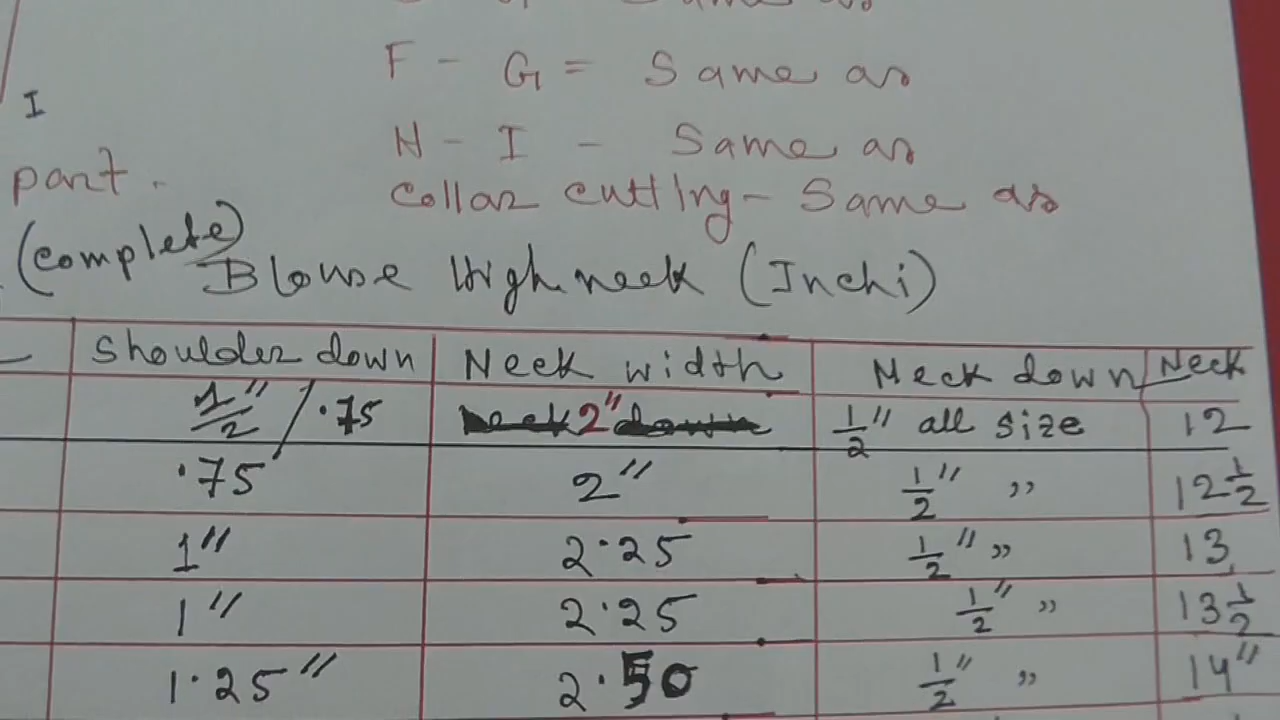 F - G = Same as
I
H - I - Same as
part.
Collar cutting - Same as
(complete)
Blouse High neck (Inchi)
Shoulder down Neck width Neck down Neck
1/2" / .75 2" 1/2" all size 12
.75 2" 1/2" " 12 1/2
1" 2.25 1/2" " 13
1" 2.25 1/2" " 13 1/2
1.25" 2.50 1/2" " 14"